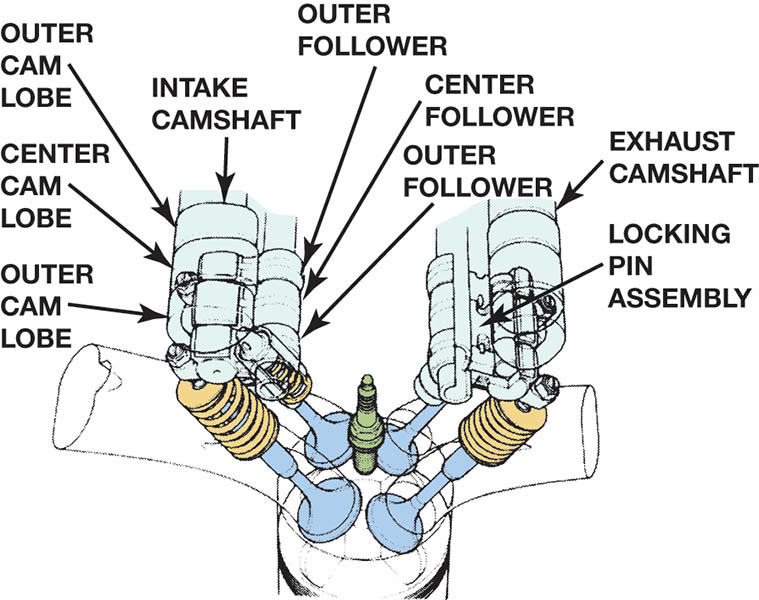 OUTER
CAM
LOBE
INTAKE
CAMSHAFT
OUTER
FOLLOWER
CENTER
FOLLOWER
OUTER
FOLLOWER
EXHAUST
CAMSHAFT
CENTER
CAM
LOBE
LOCKING
PIN
ASSEMBLY
OUTER
CAM
LOBE